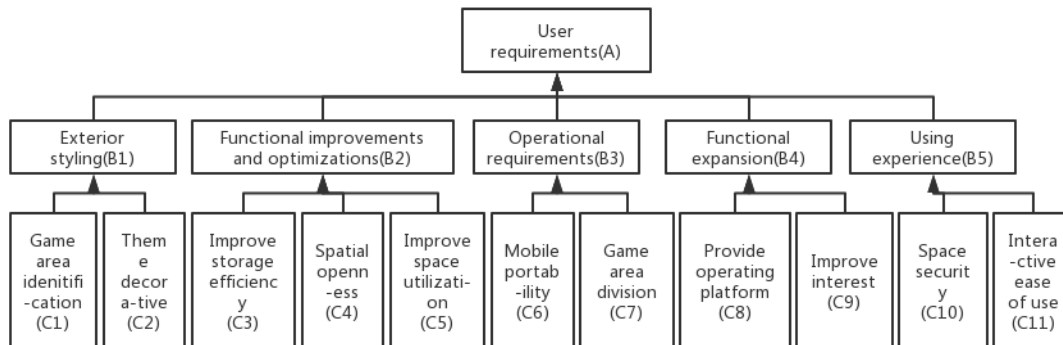 User
requirements(A)
Exterior
styling(B1)
Functional improvements
and optimizations(B2)
Operational
requirements(B3)
Functional
expansion(B4)
Using
experience(B5)
Game
area
idenitifi
-cation
(C1)
Them
e
decor
a-tive
(C2)
Improve
storage
efficienc
y
(C3)
Spatial
openn
-ess
(C4)
Improve
space
utilizati-
on
(C5)
Mobile
portab
-ility
(C6)
Game
area
division
(C7)
Provide
operating
platform
(C8)
Improve
interest
(C9)
Space
securit
y
(C10)
Intera
-ctive
ease
of use
(C11)